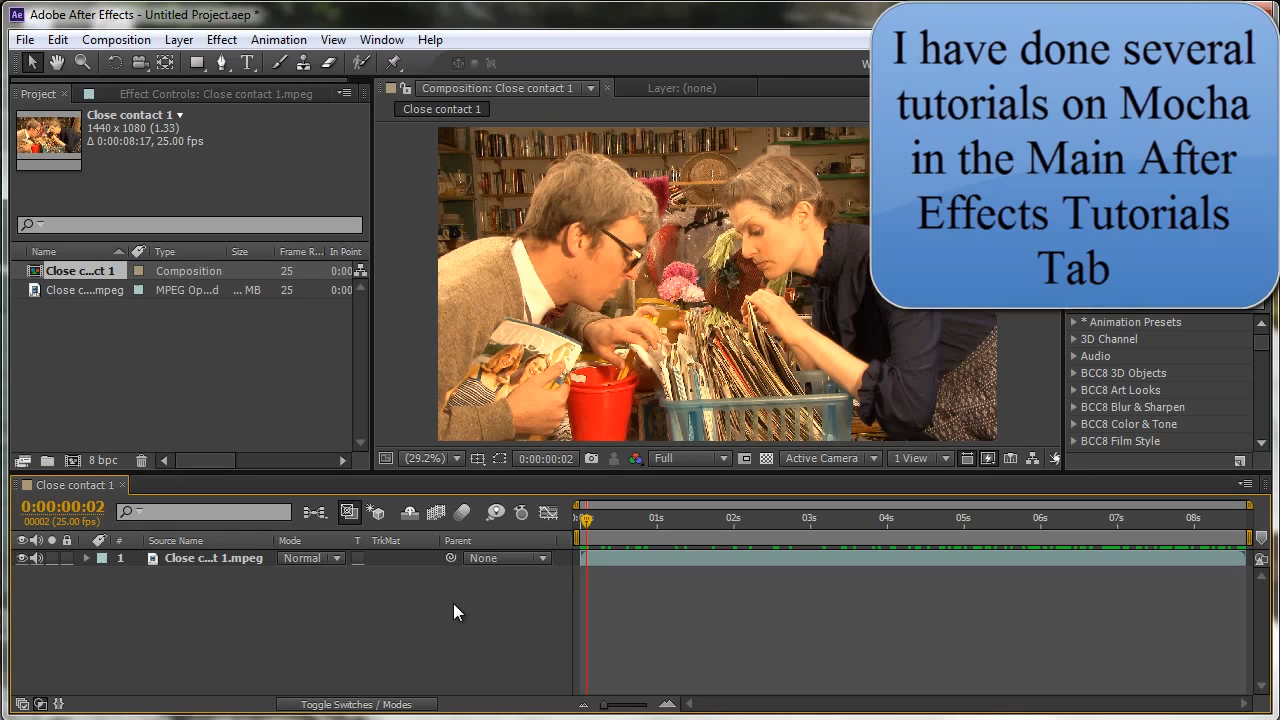 Adobe After Effects - Untitled Project.aep *
File Edit Composition Layer Effect Animation View Window Help
I have done several
tutorials on Mocha
in the Main After
Effects Tutorials
Tab
Project
Effect Controls: Close contact 1.mpeg
Composition: Close contact 1
Layer: (none)
Close contact 1
Close contact 1
1440 x 1080 (1.33)
Δ 0:00:08:17, 25.00 fps
Name Type Size Frame R... In Point
Close c...ct 1 Composition 25 0:00
Close c....mpeg MPEG Op...d ... MB 25 0:00
* Animation Presets
3D Channel
Audio
BCC8 3D Objects
BCC8 Art Looks
BCC8 Blur & Sharpen
BCC8 Color & Tone
BCC8 Film Style
8 bpc
(29.2%) 0:00:00:02 Full Active Camera 1 View
Close contact 1
0:00:00:02
00002 (25.00 fps)
01s 02s 03s 04s 05s 06s 07s 08s
# Source Name Mode T TrkMat Parent
1 Close c...t 1.mpeg Normal None
Toggle Switches / Modes